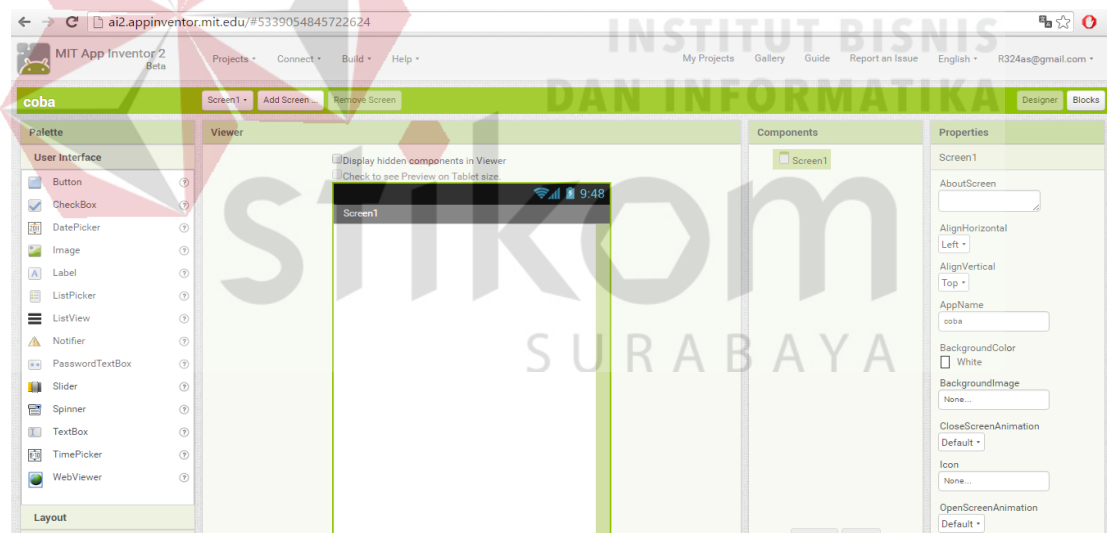 ai2.appinventor.mit.edu/#5339054845722624
INSTITUT BISNIS
DAN INFORMATIKA
stikom
SURABAYA
MIT App Inventor 2
Beta
Projects Connect Build Help
My Projects Gallery Guide Report an Issue English R324as@gmail.com
coba
Screen1 Add Screen ... Remove Screen
Designer Blocks
Palette
User Interface
Button
CheckBox
DatePicker
Image
Label
ListPicker
ListView
Notifier
PasswordTextBox
Slider
Spinner
TextBox
TimePicker
WebViewer
Layout
Viewer
Display hidden components in Viewer
Check to see Preview on Tablet size.
9:48
Screen1
Components
Screen1
Properties
Screen1
AboutScreen
AlignHorizontal
Left
AlignVertical
Top
AppName
coba
BackgroundColor
White
BackgroundImage
None...
CloseScreenAnimation
Default
Icon
None...
OpenScreenAnimation
Default